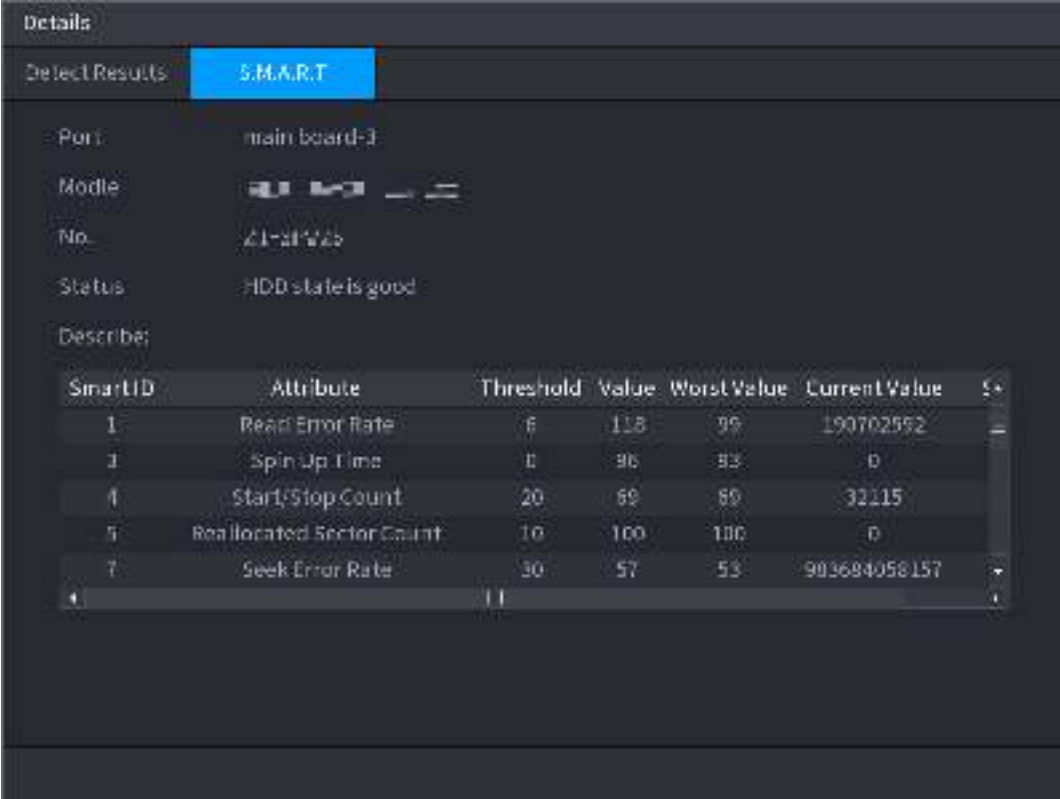 Details
Detect Results S.M.A.R.T
Port main board-3
Modle
No.
Status HDD state is good
Describe:
Smart ID Attribute Threshold Value Worst Value Current Value
1 Read Error Rate 6 118 99 190702592
3 Spin Up Time 0 96 93 0
4 Start/Stop Count 20 69 69 32115
5 Reallocated Sector Count 10 100 100 0
7 Seek Error Rate 30 57 53 983684058157